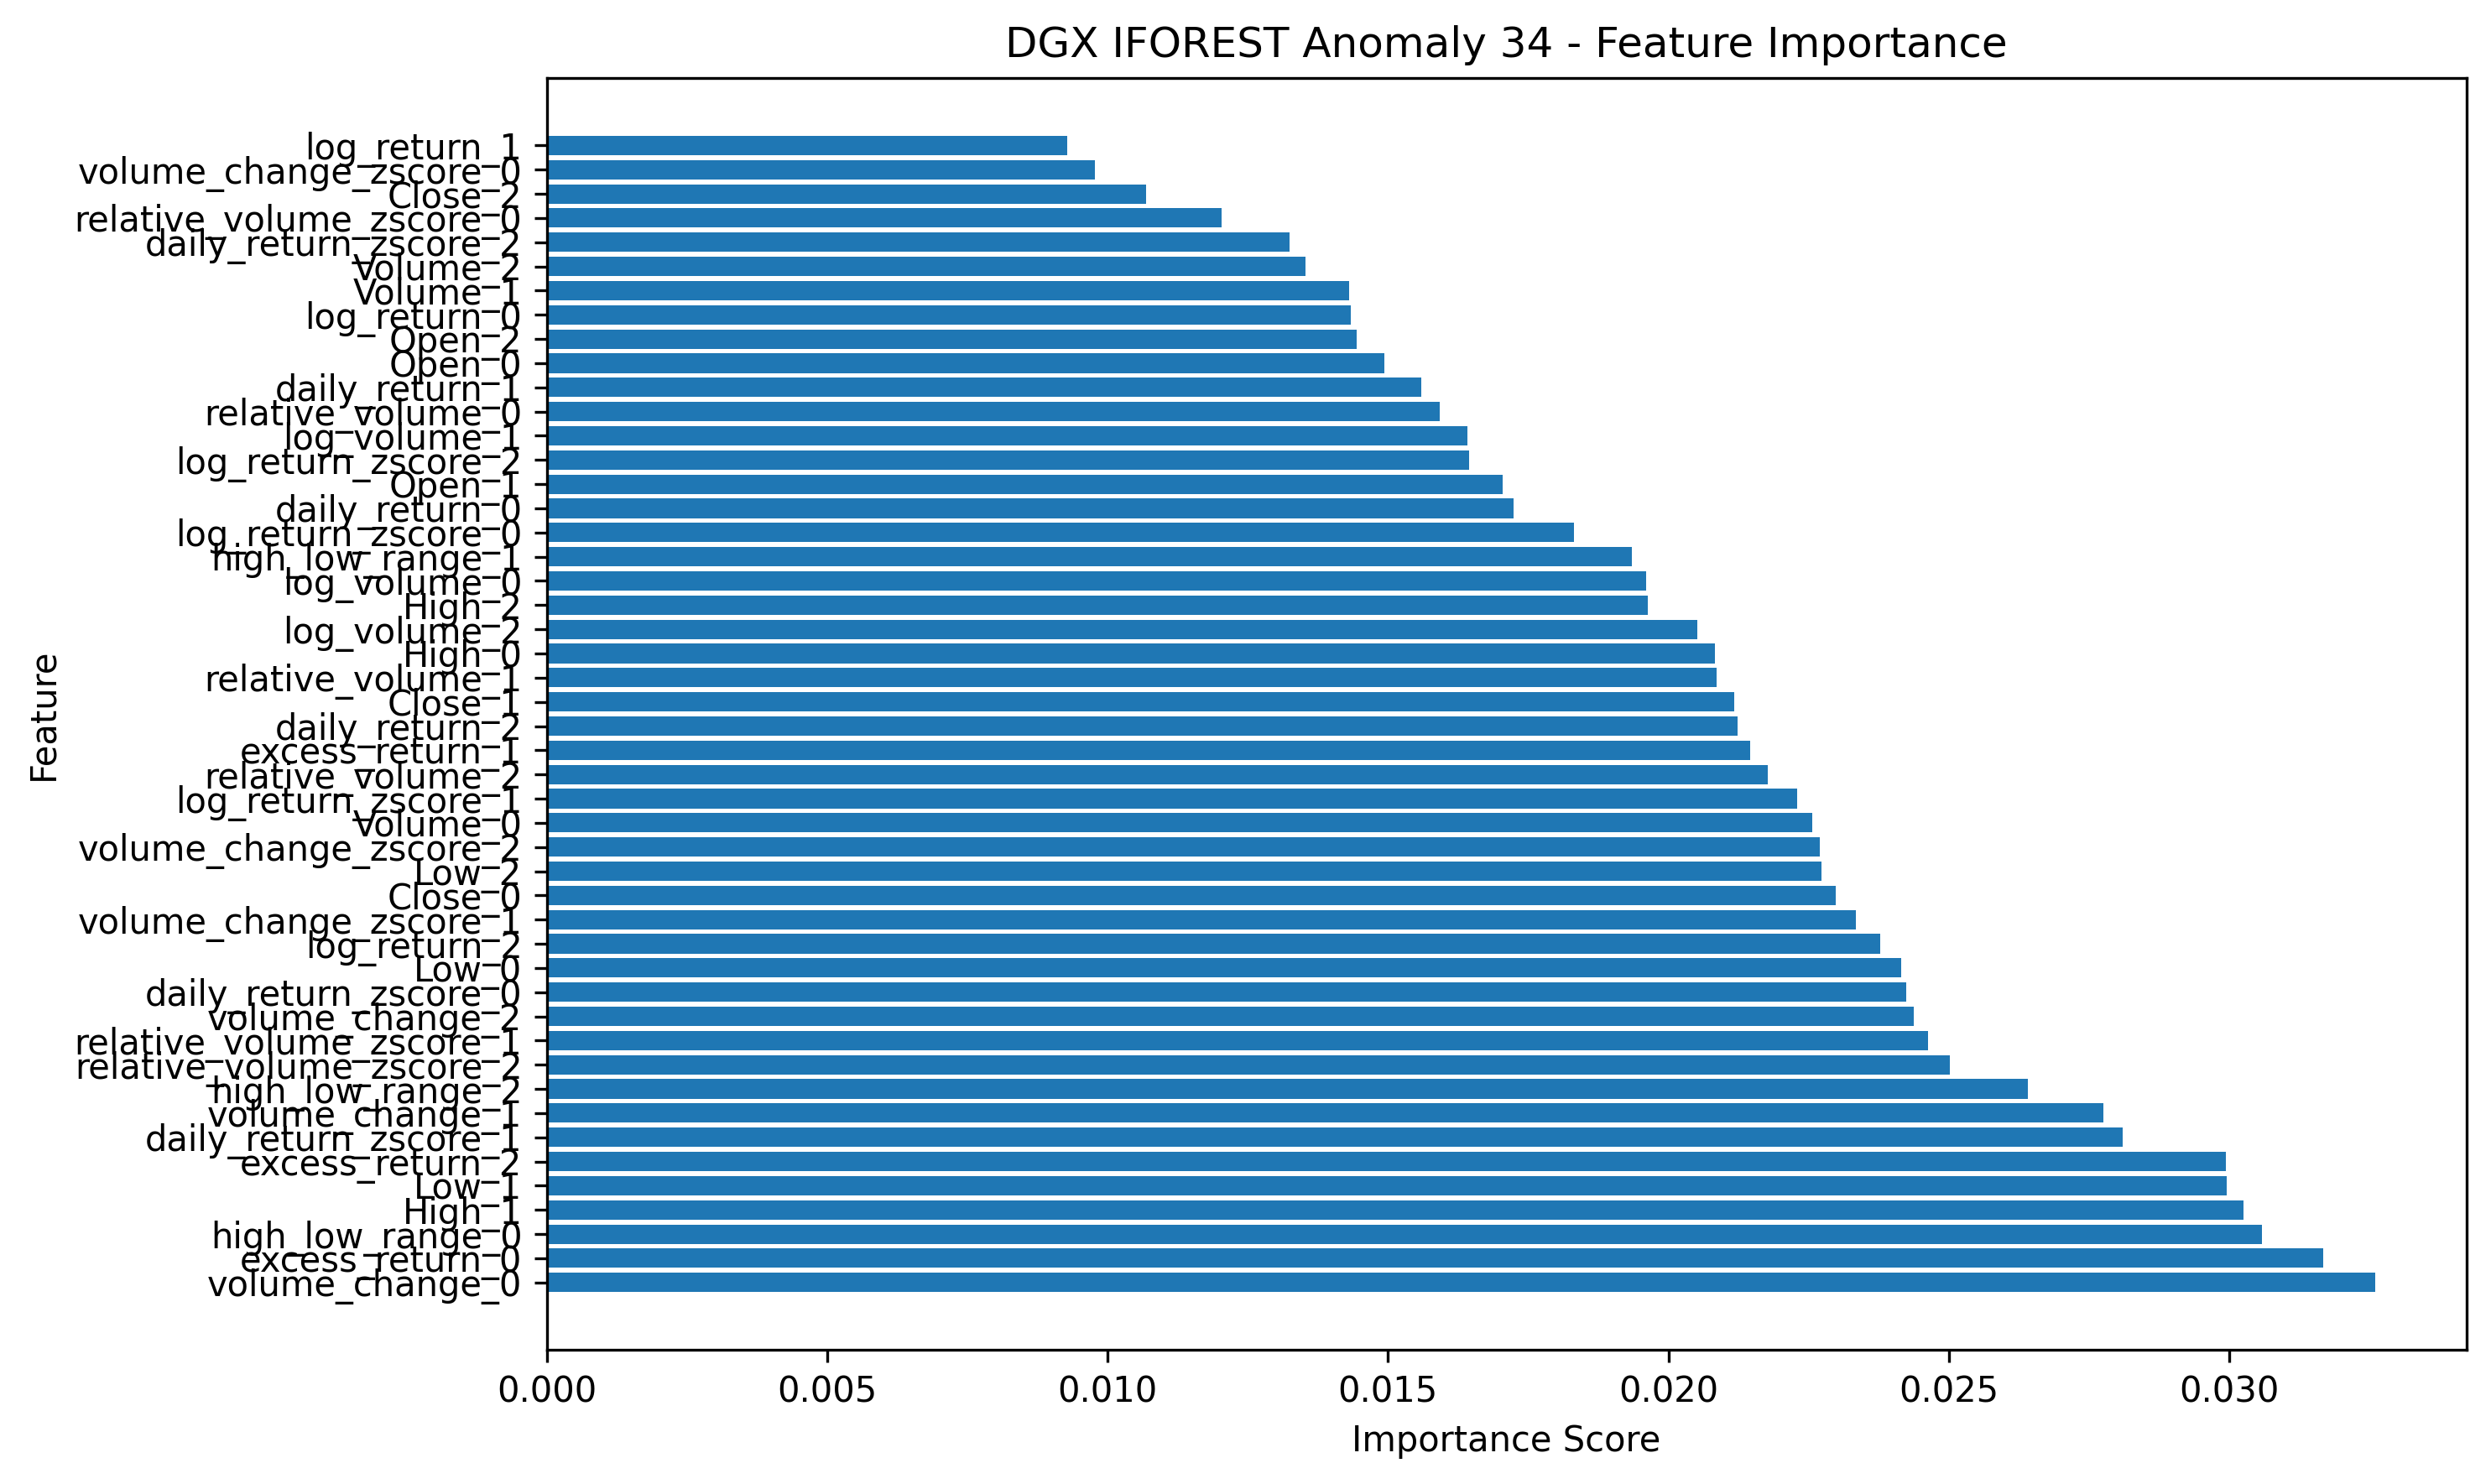 DGX IFOREST Anomaly 34 - Feature Importance
log_return_1
volume_change_zscore_0
Close_2
relative_volume_zscore_0
daily_return_zscore_2
Volume_2
Volume_1
log_return_0
Open_2
Open_0
daily_return_1
relative_volume_0
log_volume_1
log_return_zscore_2
Open_1
daily_return_0
log_return_zscore_0
high_low_range_1
log_volume_0
High_2
log_volume_2
High_0
relative_volume_1
Close_1
daily_return_2
excess_return_1
relative_volume_2
log_return_zscore_1
Volume_0
volume_change_zscore_2
Low_2
Close_0
volume_change_zscore_1
log_return_2
Low_0
daily_return_zscore_0
volume_change_2
relative_volume_zscore_1
relative_volume_zscore_2
high_low_range_2
volume_change_1
daily_return_zscore_1
excess_return_2
Low_1
High_1
high_low_range_0
excess_return_0
volume_change_0
Feature
0.000 0.005 0.010 0.015 0.020 0.025 0.030
Importance Score